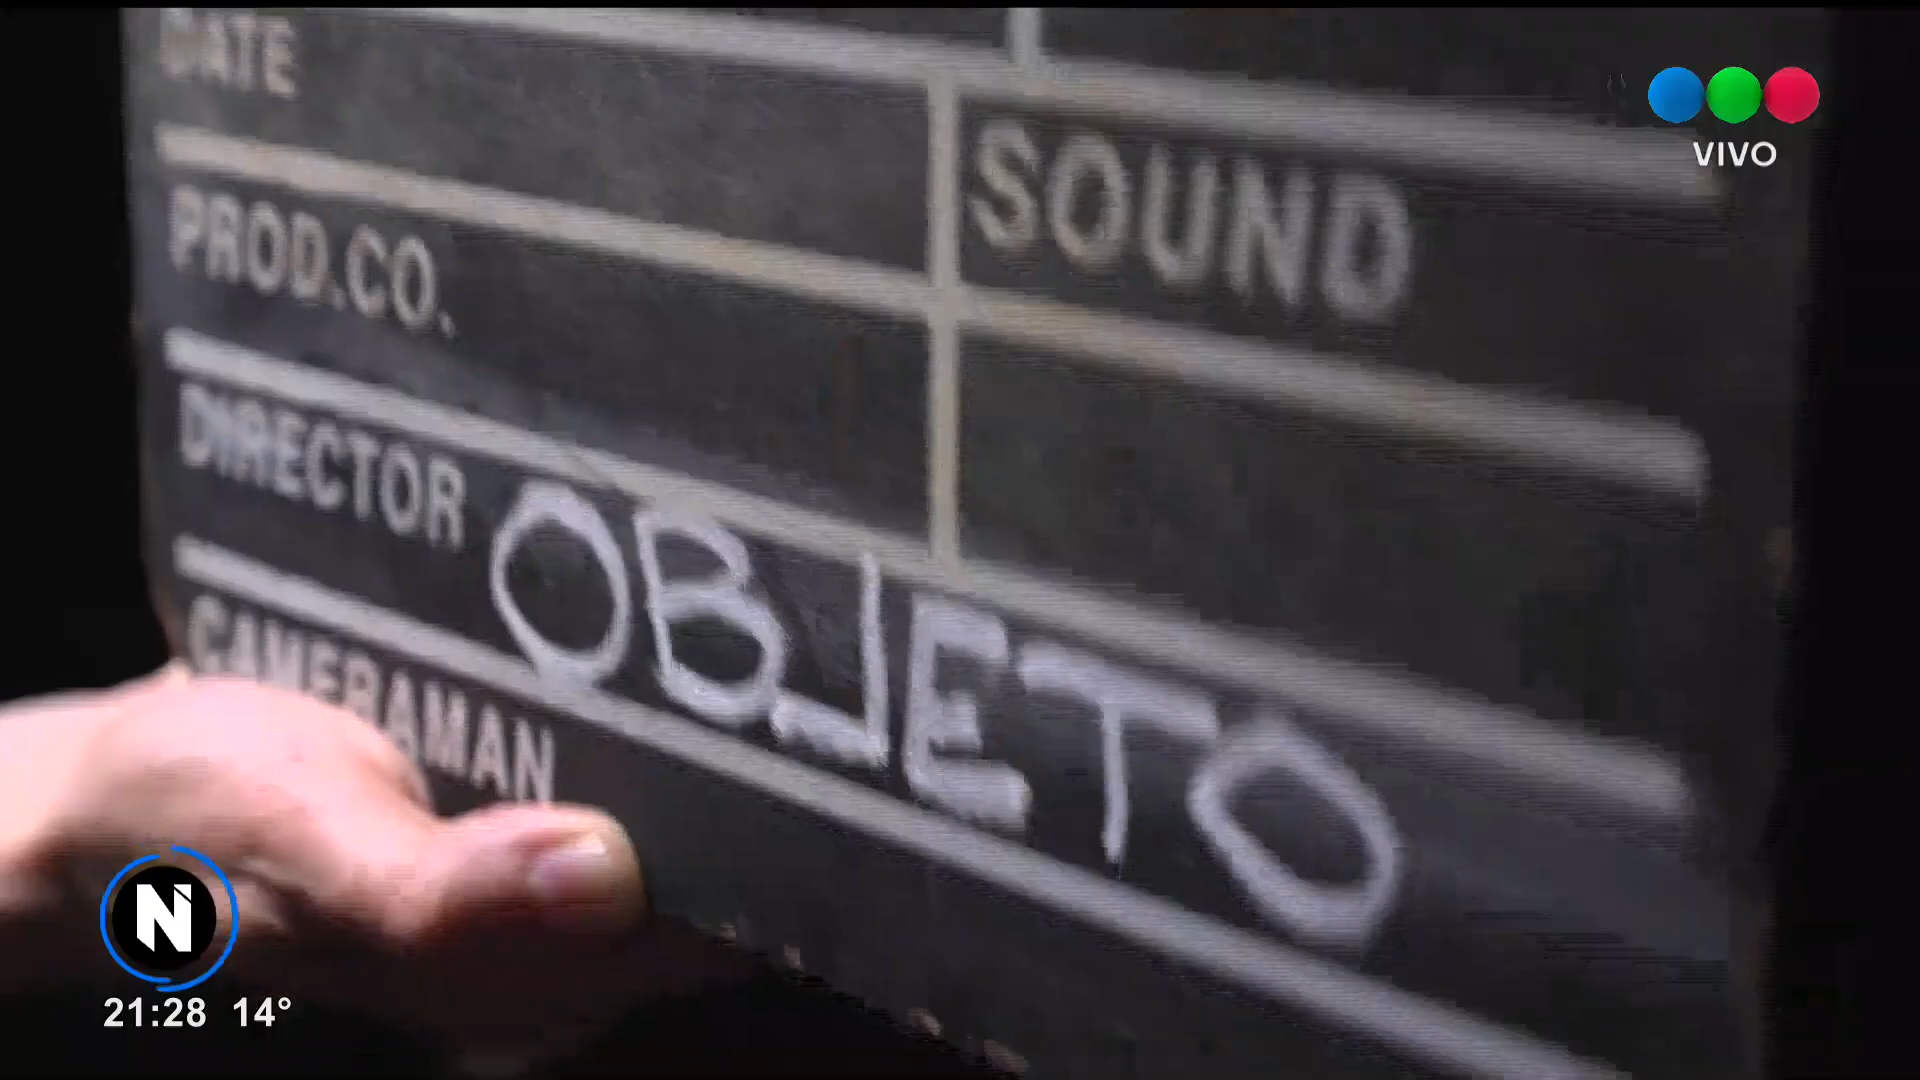 DATE
SOUND
VIVO
PROD.CO.
DIRECTOR OBJETO
CAMERAMAN
N
21:28 14°